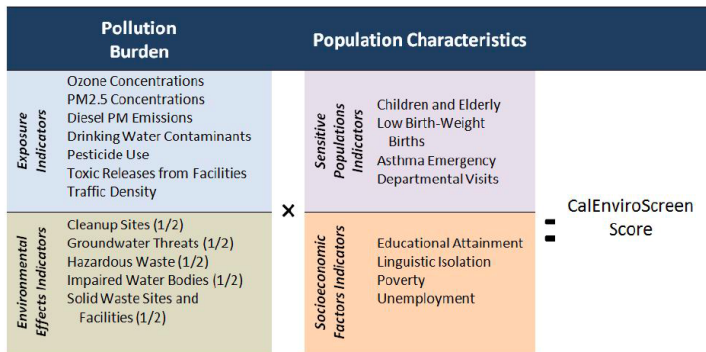 Pollution
Burden
Population Characteristics
Exposure
Indicators
Ozone Concentrations
PM2.5 Concentrations
Diesel PM Emissions
Drinking Water Contaminants
Pesticide Use
Toxic Releases from Facilities
Traffic Density
Environmental
Effects Indicators
Cleanup Sites (1/2)
Groundwater Threats (1/2)
Hazardous Waste (1/2)
Impaired Water Bodies (1/2)
Solid Waste Sites and
Facilities (1/2)
x
Sensitive
Populations
Indicators
Children and Elderly
Low Birth-Weight
Births
Asthma Emergency
Departmental Visits
Socioeconomic
Factors Indicators
Educational Attainment
Linguistic Isolation
Poverty
Unemployment
=
CalEnviroScreen
Score